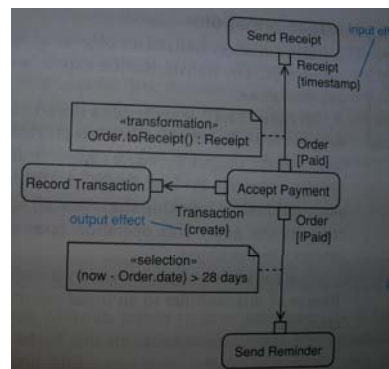 Send Receipt
input eff
Receipt
{timestamp}
«transformation»
Order.toReceipt() : Receipt
Order
[Paid]
Record Transaction
Accept Payment
output effect
Transaction
{create}
Order
[!Paid]
«selection»
(now - Order.date) > 28 days
Send Reminder